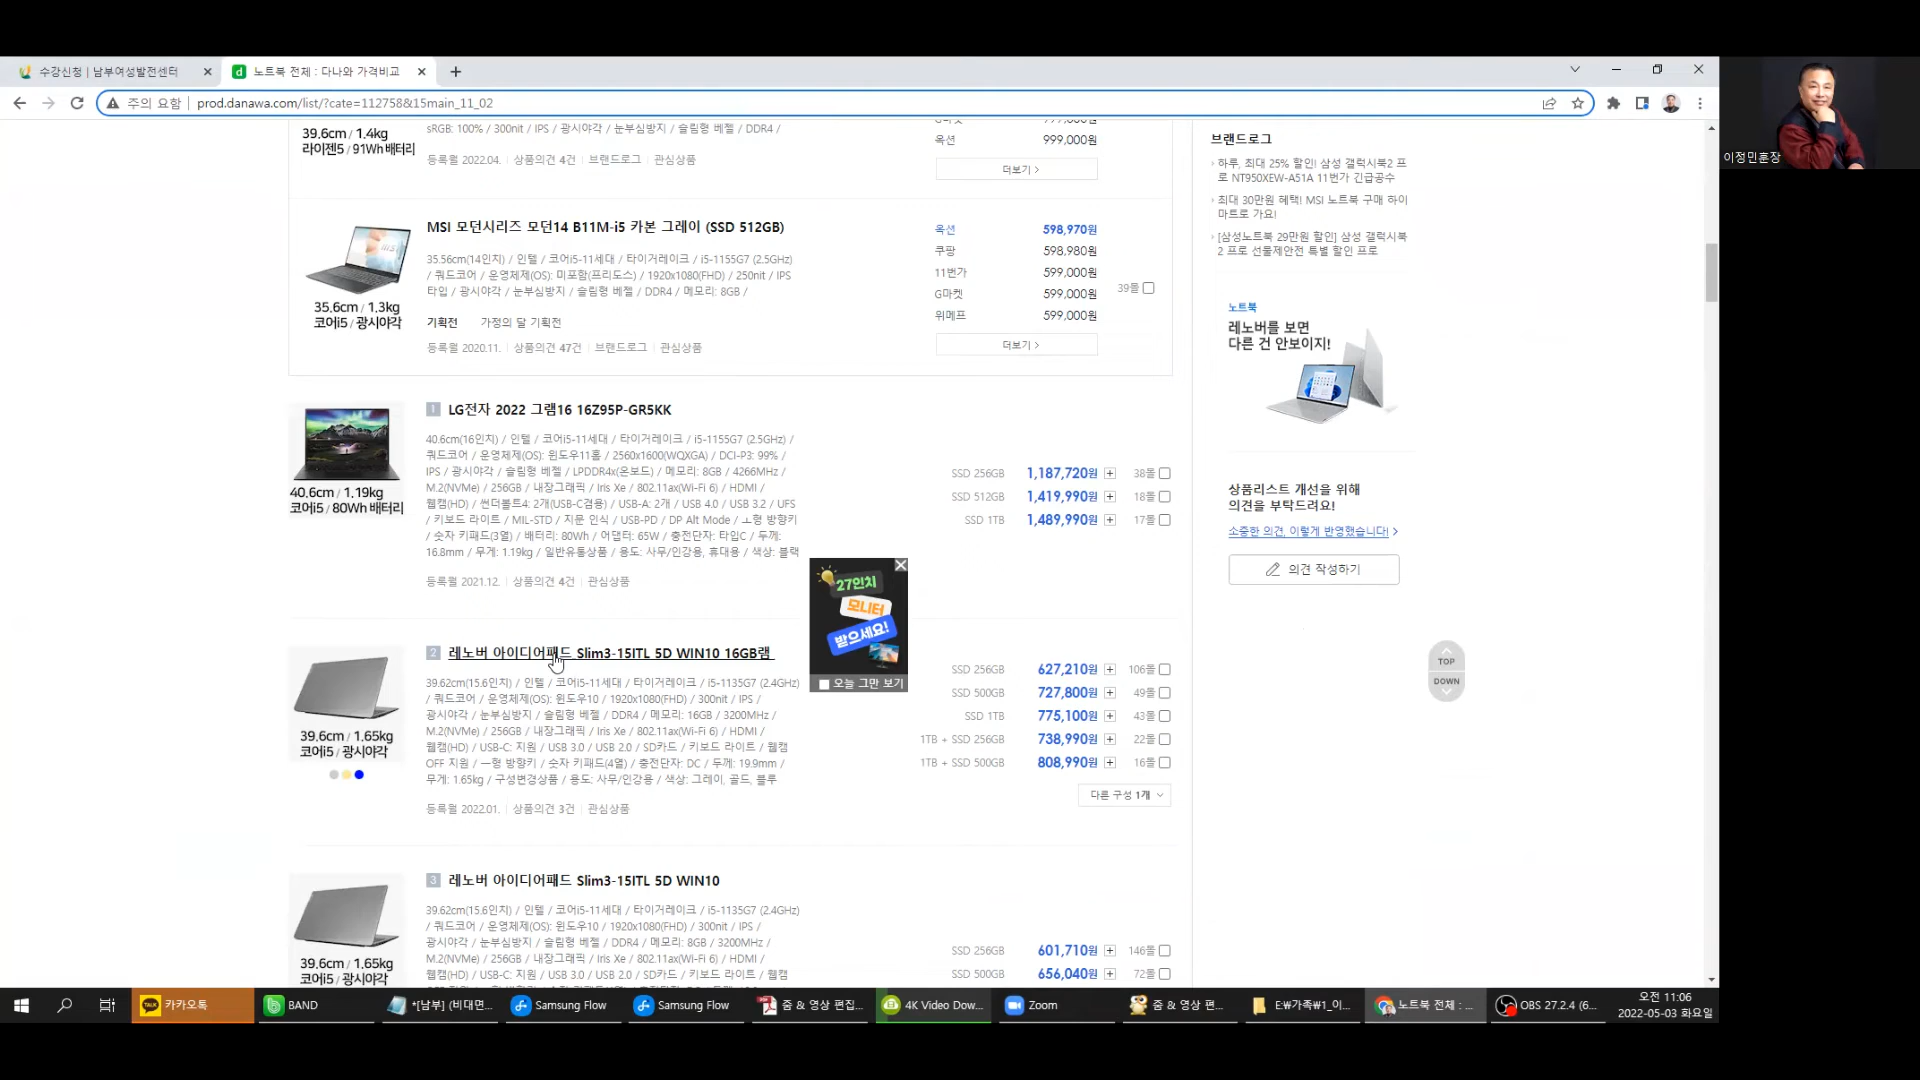 수강신청 | 남부여성발전센터
노트북 전체 : 다나와 가격비교
주의 요함
prod.danawa.com/list/?cate=112758&15main_11_02
이정민훈장
39.6cm / 1.4kg
라이젠5 / 91Wh 배터리
sRGB: 100% / 300nit / IPS / 광시야각 / 눈부심방지 / 슬림형 베젤 / DDR4 /
등록월 2022.04. 상품의견 4건 브랜드로그 관심상품
옥션 999,000원
더보기 >
MSI 모던시리즈 모던14 B11M-i5 카본 그레이 (SSD 512GB)
35.56cm(14인치) / 인텔 / 코어i5-11세대 / 타이거레이크 / i5-1155G7 (2.5GHz)
/ 쿼드코어 / 운영체제(OS): 미포함(프리도스) / 1920x1080(FHD) / 250nit / IPS
타입 / 광시야각 / 눈부심방지 / 슬림형 베젤 / DDR4 / 메모리: 8GB /
35.6cm / 1.3kg
코어i5 / 광시야각
기획전 가정의 달 기획전
등록월 2020.11. 상품의견 47건 브랜드로그 관심상품
옥션 598,970원
쿠팡 598,980원
11번가 599,000원
G마켓 599,000원
위메프 599,000원
39몰
더보기 >
1 LG전자 2022 그램16 16Z95P-GR5KK
40.6cm(16인치) / 인텔 / 코어i5-11세대 / 타이거레이크 / i5-1155G7 (2.5GHz) /
쿼드코어 / 운영체제(OS): 윈도우11홈 / 2560x1600(WQXGA) / DCI-P3: 99% /
IPS / 광시야각 / 슬림형 베젤 / LPDDR4x(온보드) / 메모리: 8GB / 4266MHz /
M.2(NVMe) / 256GB / 내장그래픽 / Iris Xe / 802.11ax(Wi-Fi 6) / HDMI /
웹캠(HD) / 썬더볼트4: 2개(USB-C겸용) / USB-A: 2개 / USB 4.0 / USB 3.2 / UFS
/ 키보드 라이트 / MIL-STD / 지문 인식 / USB-PD / DP Alt Mode / ㅗ형 방향키
/ 숫자 키패드(3열) / 배터리: 80Wh / 어댑터: 65W / 충전단자: 타입C / 두께:
16.8mm / 무게: 1.19kg / 일반유통상품 / 용도: 사무/인강용, 휴대용 / 색상: 블랙
40.6cm / 1.19kg
코어i5 / 80Wh 배터리
등록월 2021.12. 상품의견 4건 관심상품
SSD 256GB 1,187,720원 38몰
SSD 512GB 1,419,990원 18몰
SSD 1TB 1,489,990원 17몰
27인치
모니터
받으세요!
오늘 그만 보기
2 레노버 아이디어패드 Slim3-15ITL 5D WIN10 16GB램
39.62cm(15.6인치) / 인텔 / 코어i5-11세대 / 타이거레이크 / i5-1135G7 (2.4GHz)
/ 쿼드코어 / 운영체제(OS): 윈도우10 / 1920x1080(FHD) / 300nit / IPS /
광시야각 / 눈부심방지 / 슬림형 베젤 / DDR4 / 메모리: 16GB / 3200MHz /
M.2(NVMe) / 256GB / 내장그래픽 / Iris Xe / 802.11ax(Wi-Fi 6) / HDMI /
웹캠(HD) / USB-C: 지원 / USB 3.0 / USB 2.0 / SD카드 / 키보드 라이트 / 웹캠
OFF 지원 / ㅡ형 방향키 / 숫자 키패드(4열) / 충전단자: DC / 두께: 19.9mm /
무게: 1.65kg / 구성변경상품 / 용도: 사무/인강용 / 색상: 그레이, 골드, 블루
39.6cm / 1.65kg
코어i5 / 광시야각
등록월 2022.01. 상품의견 3건 관심상품
SSD 256GB 627,210원 106몰
SSD 500GB 727,800원 49몰
SSD 1TB 775,100원 43몰
1TB + SSD 256GB 738,990원 22몰
1TB + SSD 500GB 808,990원 16몰
다른 구성 1개
3 레노버 아이디어패드 Slim3-15ITL 5D WIN10
39.62cm(15.6인치) / 인텔 / 코어i5-11세대 / 타이거레이크 / i5-1135G7 (2.4GHz)
/ 쿼드코어 / 운영체제(OS): 윈도우10 / 1920x1080(FHD) / 300nit / IPS /
광시야각 / 눈부심방지 / 슬림형 베젤 / DDR4 / 메모리: 8GB / 3200MHz /
M.2(NVMe) / 256GB / 내장그래픽 / Iris Xe / 802.11ax(Wi-Fi 6) / HDMI /
웹캠(HD) / USB-C: 지원 / USB 3.0 / USB 2.0 / SD카드 / 키보드 라이트 / 웹캠
39.6cm / 1.65kg
코어i5 / 광시야각
SSD 256GB 601,710원 146몰
SSD 500GB 656,040원 72몰
브랜드로그
하루, 최대 25% 할인! 삼성 갤럭시북2 프
로 NT950XEW-A51A 11번가 긴급공수
최대 30만원 혜택! MSI 노트북 구매 하이
마트로 가요!
[삼성노트북 29만원 할인] 삼성 갤럭시북
2 프로 선물제안전 특별 할인 프로
노트북
레노버를 보면
다른 건 안보이지!
상품리스트 개선을 위해
의견을 부탁드려요!
소중한 의견, 이렇게 반영했습니다! >
의견 작성하기
TOP
DOWN
카카오톡
BAND
*[남부] (비대면...
Samsung Flow
Samsung Flow
줌 & 영상 편집...
4K Video Dow...
Zoom
줌 & 영상 편...
E:₩가족₩1_이...
노트북 전체 : ...
OBS 27.2.4 (6...
오전 11:06
2022-05-03 화요일